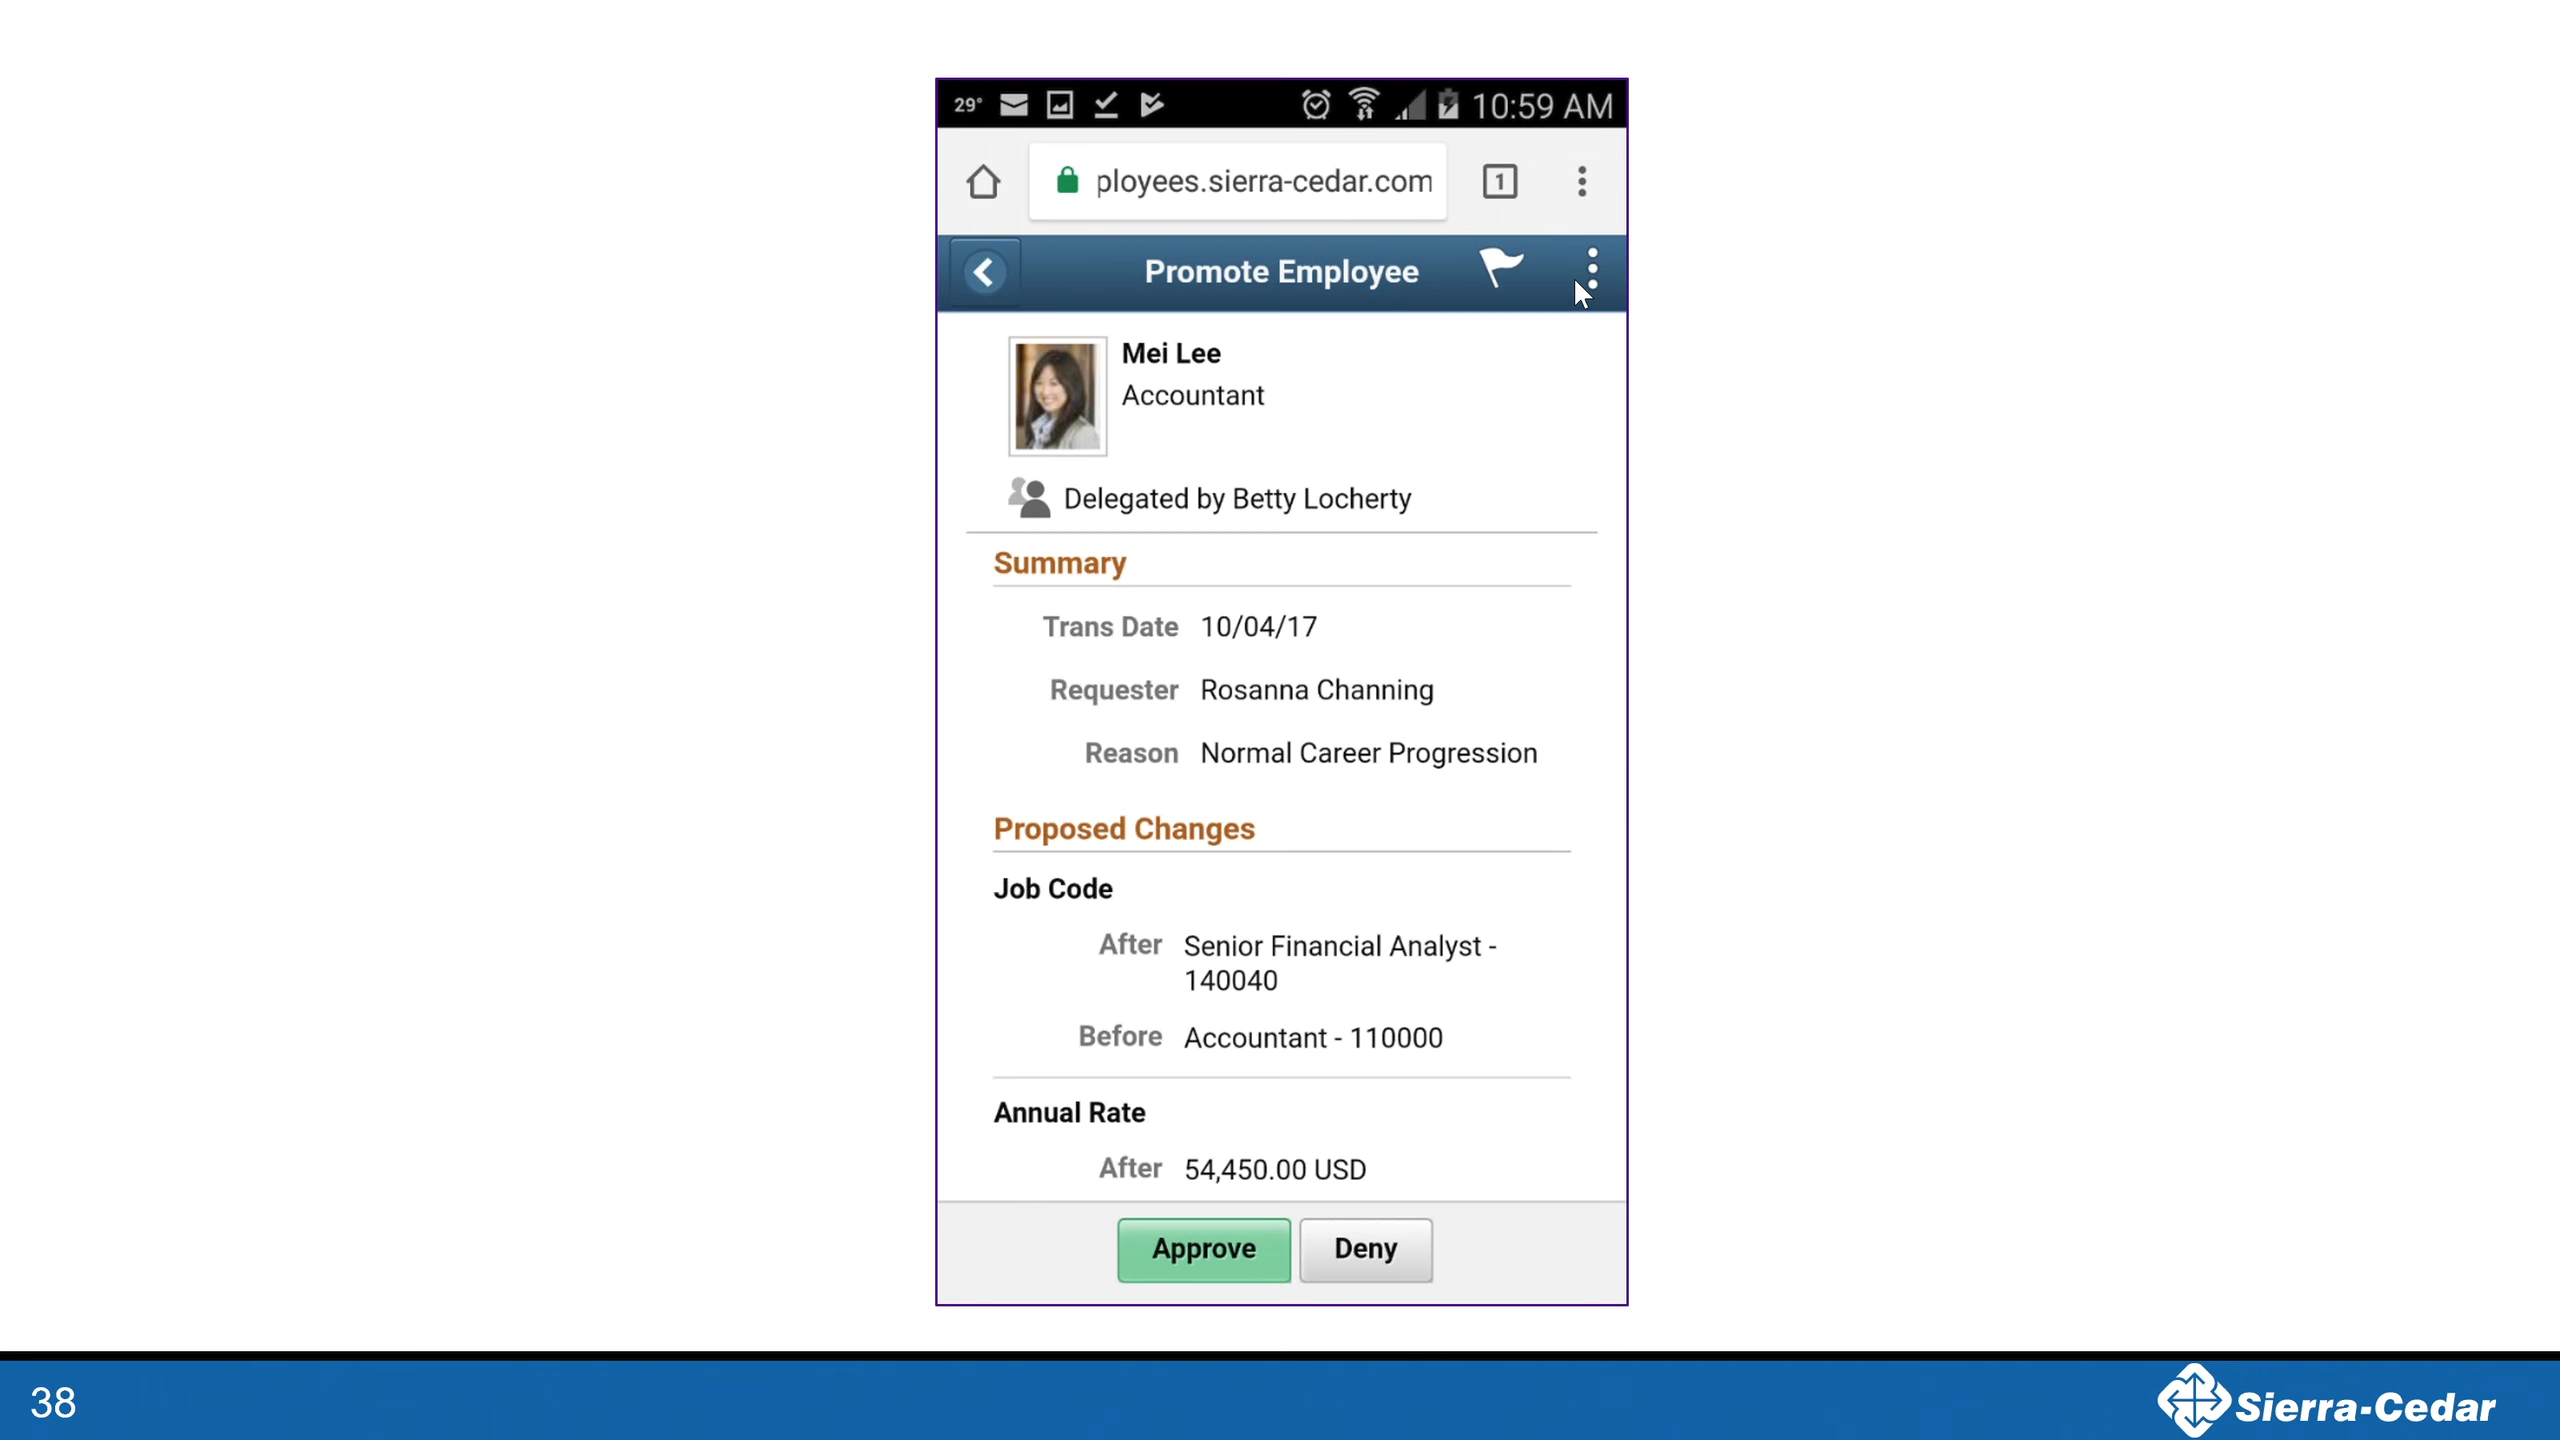 29°
10:59 AM
ployees.sierra-cedar.com
1
Promote Employee
Mei Lee
Accountant
Delegated by Betty Locherty
Summary
Trans Date 10/04/17
Requester Rosanna Channing
Reason Normal Career Progression
Proposed Changes
Job Code
After Senior Financial Analyst -
140040
Before Accountant - 110000
Annual Rate
After 54,450.00 USD
Approve Deny
38
Sierra-Cedar